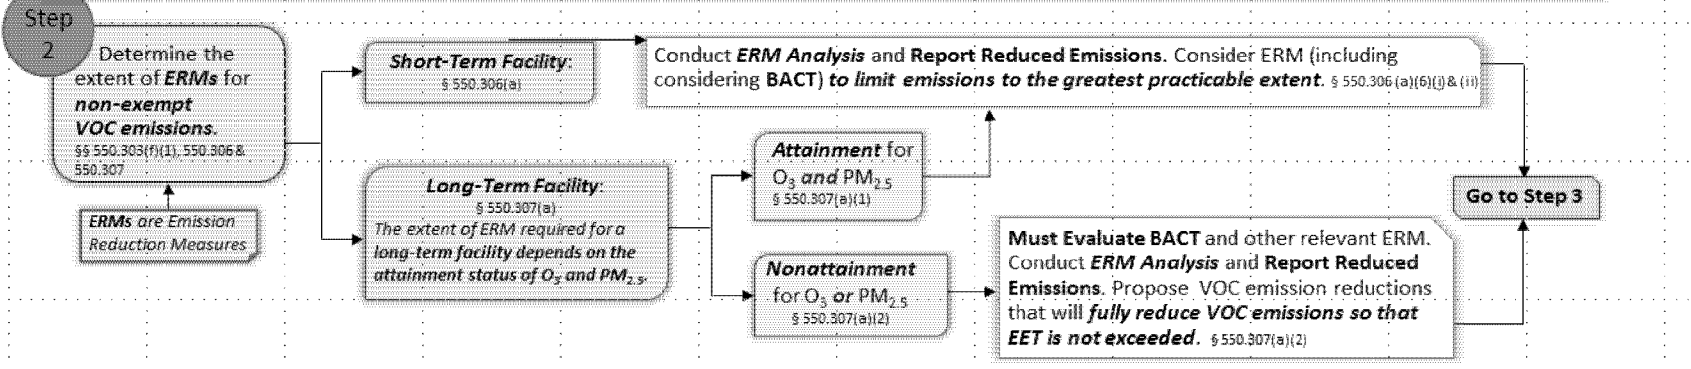 Step
2
Determine the
extent of ERMs for
non-exempt
VOC emissions.
§§ 550.303(f)(1), 550.306 &
550.307
ERMs are Emission
Reduction Measures
Short-Term Facility:
§ 550.306(a)
Long-Term Facility:
§ 550.307(a)
The extent of ERM required for a
long-term facility depends on the
attainment status of O₃ and PM₂.₅.
Conduct ERM Analysis and Report Reduced Emissions. Consider ERM (including
considering BACT) to limit emissions to the greatest practicable extent. § 550.306 (a)(6)(i) & (ii)
Attainment for
O₃ and PM₂.₅
§ 550.307(a)(1)
Nonattainment
for O₃ or PM₂.₅
§ 550.307(a)(2)
Must Evaluate BACT and other relevant ERM.
Conduct ERM Analysis and Report Reduced
Emissions. Propose VOC emission reductions
that will fully reduce VOC emissions so that
EET is not exceeded. § 550.307(a)(2)
Go to Step 3